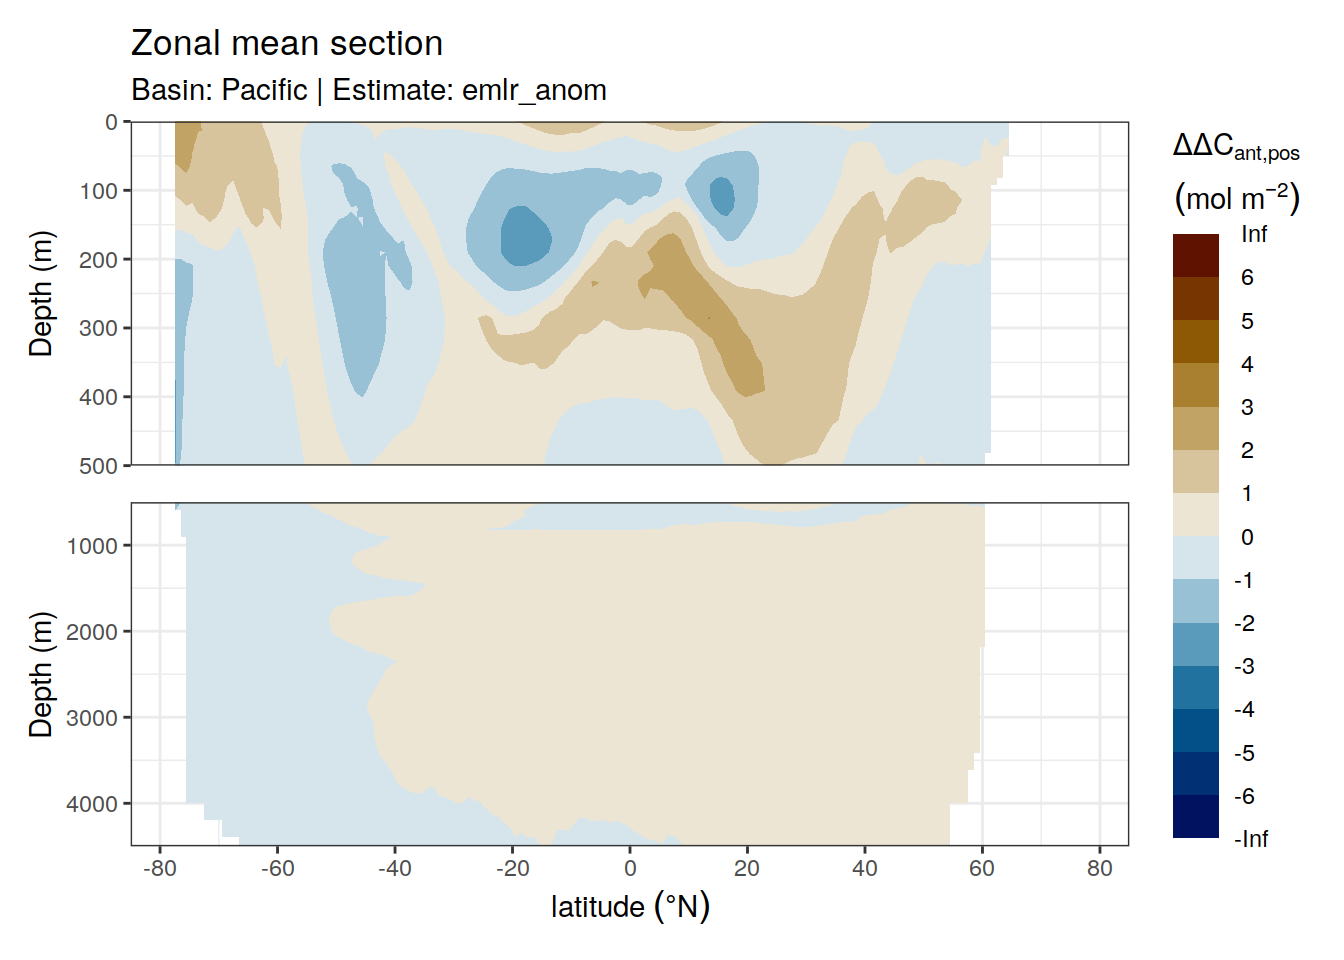 Zonal mean section
Basin: Pacific | Estimate: emlr_anom
Depth (m)
0
100
200
300
400
500
Depth (m)
1000
2000
3000
4000
-80 -60 -40 -20 0 20 40 60 80
latitude (°N)
ΔΔCant,pos
(mol m−2)
Inf
6
5
4
3
2
1
0
-1
-2
-3
-4
-5
-6
-Inf